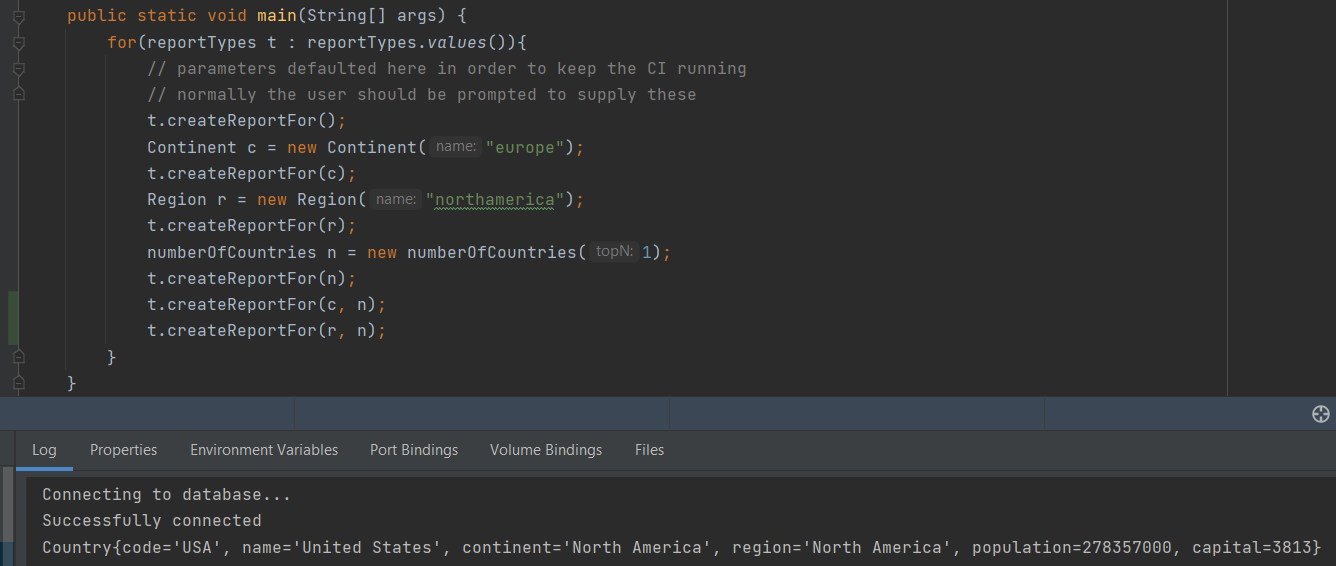 public static void main(String[] args) {
for(reportTypes t : reportTypes.values()){
// parameters defaulted here in order to keep the CI running
// normally the user should be prompted to supply these
t.createReportFor();
Continent c = new Continent( name: "europe");
t.createReportFor(c);
Region r = new Region( name: "northamerica");
t.createReportFor(r);
numberOfCountries n = new numberOfCountries( topN: 1);
t.createReportFor(n);
t.createReportFor(c, n);
t.createReportFor(r, n);
}
}
Log Properties Environment Variables Port Bindings Volume Bindings Files
Connecting to database...
Successfully connected
Country{code='USA', name='United States', continent='North America', region='North America', population=278357000, capital=3813}